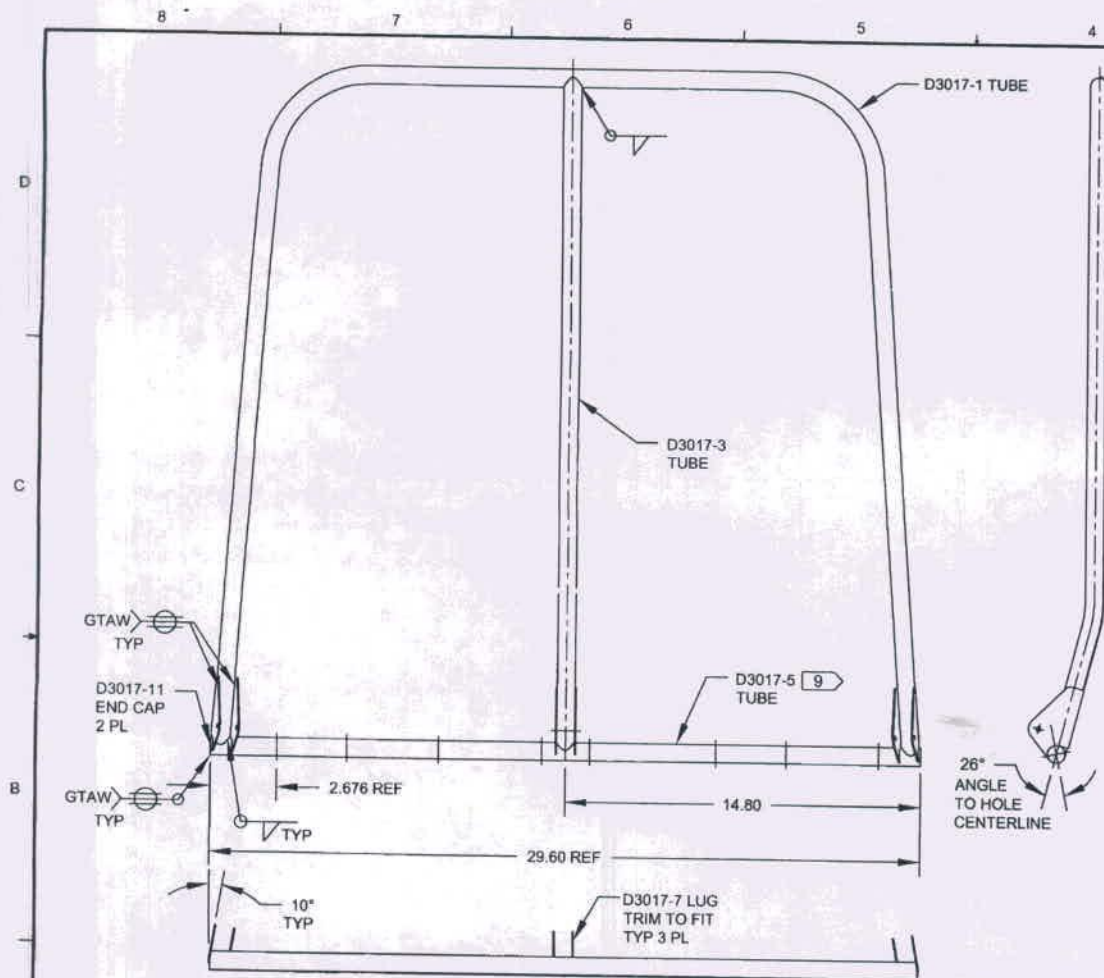 8
7
6
5
4
D
C
B
D3017-1 TUBE
D3017-3
TUBE
GTAW
TYP
D3017-11
END CAP
2 PL
D3017-5 9
TUBE
GTAW
TYP
2.676 REF
TYP
14.80
26°
ANGLE
TO HOLE
CENTERLINE
29.60 REF
10°
TYP
D3017-7 LUG
TRIM TO FIT
TYP 3 PL